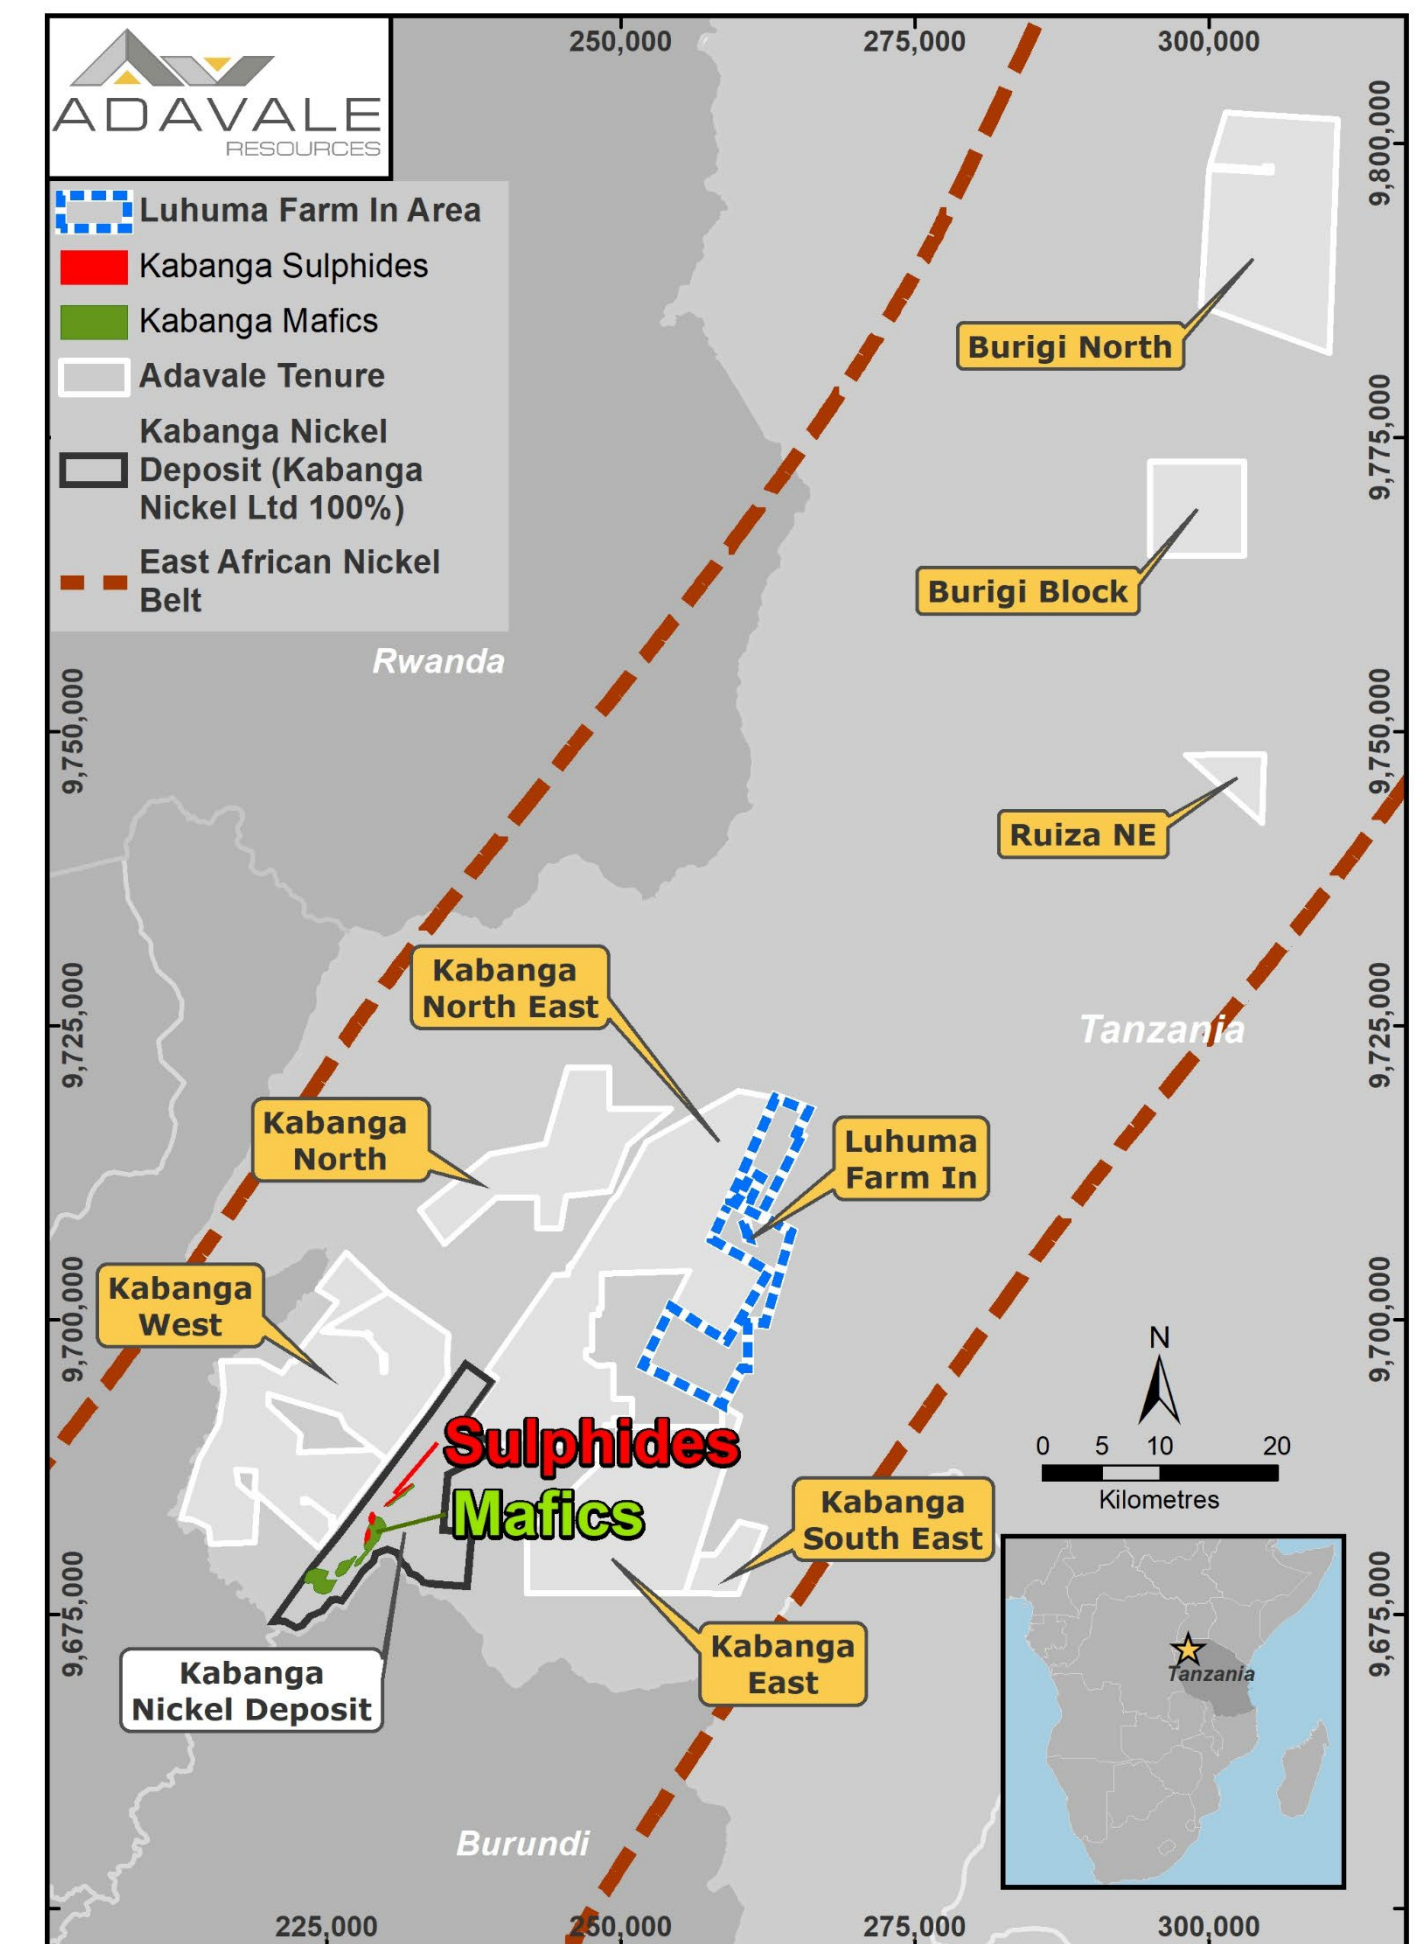 250,000
275,000
300,000
ADAVALE
RESOURCES
Luhuma Farm In Area
Kabanga Sulphides
Kabanga Mafics
Adavale Tenure
Kabanga Nickel
Deposit (Kabanga
Nickel Ltd 100%)
East African Nickel
Belt
9,800,000
Burigi North
9,775,000
Burigi Block
Rwanda
9,750,000
9,750,000
Ruiza NE
Kabanga
North East
9,725,000
Tanzania
9,725,000
Kabanga
North
Luhuma
Farm In
Kabanga
West
9,700,000
9,700,000
N
Sulphides
Mafics
0 5 10 20
Kilometres
Kabanga
South East
9,675,000
9,675,000
Kabanga
Nickel Deposit
Kabanga
East
Tanzania
Burundi
225,000
250,000
275,000
300,000